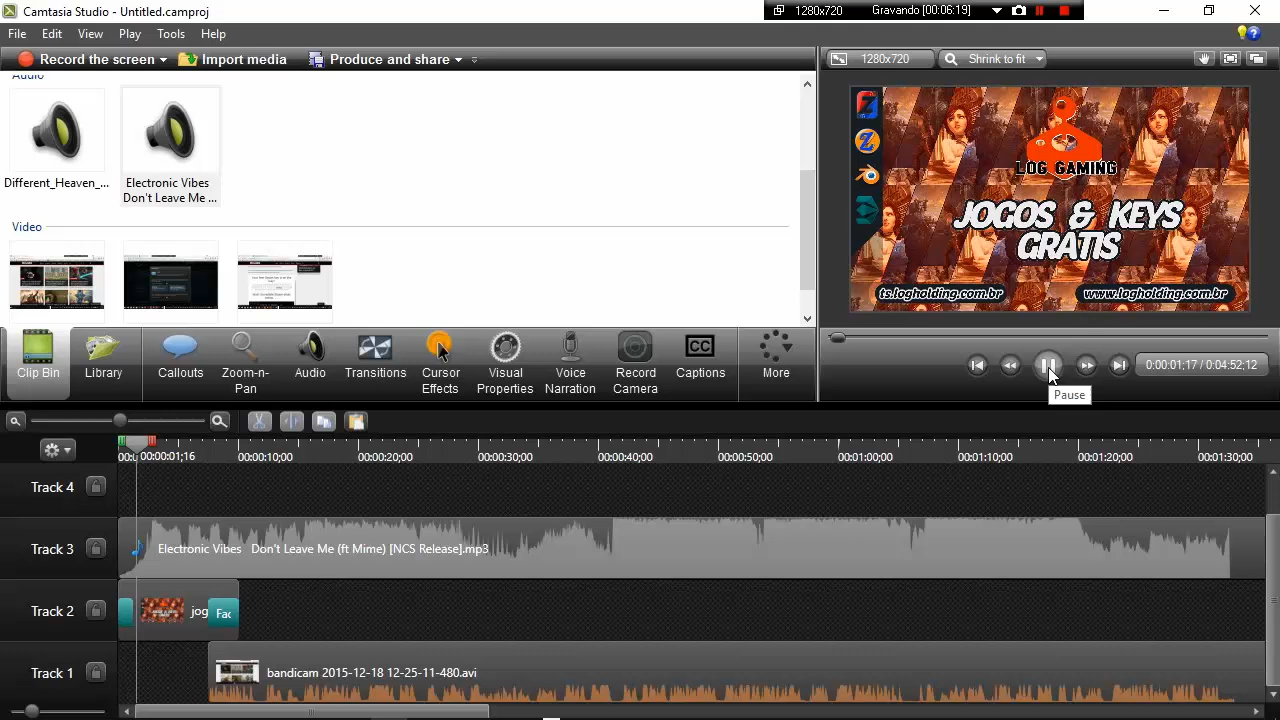 Camtasia Studio - Untitled.camproj
1280x720
Gravando [00:06:19]
File Edit View Play Tools Help
Record the screen
Import media
Produce and share
1280x720
Shrink to fit
Audio
Different_Heaven_...
Electronic Vibes
Don't Leave Me ...
Video
LOG GAMING
JOGOS & KEYS
GRATIS
ts.logholding.com.br
www.logholding.com.br
Clip Bin
Library
Callouts
Zoom-n-
Pan
Audio
Transitions
Cursor
Effects
Visual
Properties
Voice
Narration
Record
Camera
CC
Captions
More
0:00:01;17 / 0:04:52;12
Pause
00:00:01;16
00:00:10;00
00:00:20;00
00:00:30;00
00:00:40;00
00:00:50;00
00:01:00;00
00:01:10;00
00:01:20;00
00:01:30;00
Track 4
Track 3
Electronic Vibes Don't Leave Me (ft Mime) [NCS Release].mp3
Track 2
jog
Fac
Track 1
bandicam 2015-12-18 12-25-11-480.avi